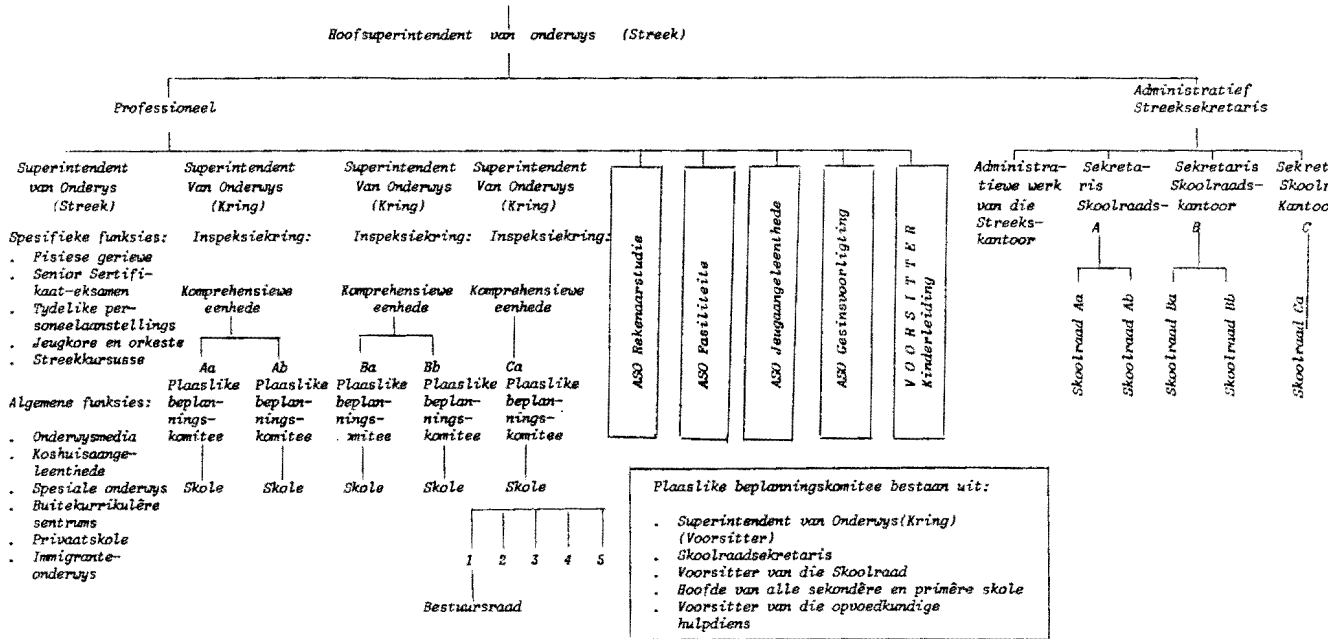 Hoofsuperintendent van onderwys (Streek)
Professioneel
Administratief
Streeksekretaris
Superintendent
van Onderys
(Streek)
Spesifieke funksies:
. Fisiese geriewe
. Senior Sertifi-
kaat-eksamen
. Tydelike per-
soneelaanstellings
. Jeugkore en orkeste
. Streekkursusse
Algemene funksies:
. Onderwysmedia
. Koshuisaange-
leenthede
. Spesiale onderwys
. Buitekurrikulêre
sentrums
. Privaatskole
. Immigrante-
onderwys
Superintendent
Van Onderwys
(Kring)
Inspeksiekring:
Komprehensiewe
eenhede
Aa
Plaaslike
beplan-
nings-
komitee
Skole
Ab
Plaaslike
beplan-
nings-
komitee
Skole
Superintendent
Van Onderwys
(Kring)
Inspeksiekring:
Komprehensiewe
eenhede
Ba
Plaaslike
beplan-
nings-
mitee
Skole
Bb
Plaaslike
beplan-
nings-
komitee
Skole
Superintendent
Van Onderwys
(Kring)
Inspeksiekring:
Komprehensiewe
eenhede
Ca
Plaaslike
beplan-
nings-
komitee
Skole
1 2 3 4 5
Bestuursraad
ASO Rekenaarstudie
ASO Fasiliteite
ASO Jeugaangeleenthede
ASO Gesinsvoorligting
VOORSITTER
Kinderleiding
Administra-
tiewe werk
van die
Streeks-
kantoor
Sekreta-
ris
Skoolraads-
A
Skoolraad Aa
Skoolraad Ab
Sekretaris
Skoolraads-
kantoor
B
Skoolraad Ba
Skoolraad Bb
Sekret
Skool
Kantoo
C
Skoolraad Ca
Plaaslike beplanningskomitee bestaan uit:
. Superintendent van Onderwys(Kring)
(Voorsitter)
. Skoolraadsekretaris
. Voorsitter van die Skoolraad
. Hoofde van alle sekondêre en primêre skole
. Voorsitter van die opvoedkundige
hulpdiens